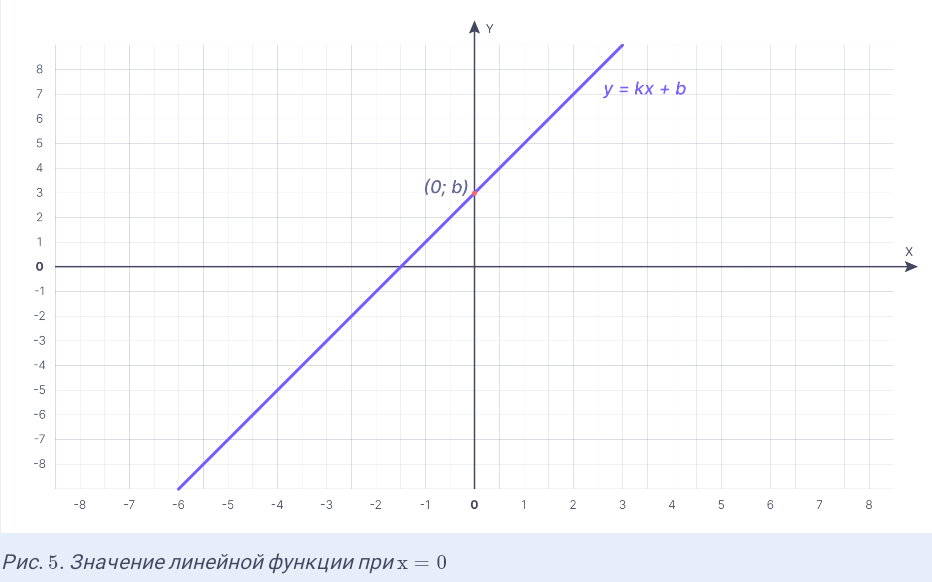 Y
8
7
y = kx + b
6
5
4
(0; b)
3
2
1
X
0
-1
-2
-3
-4
-5
-6
-7
-8
-8 -7 -6 -5 -4 -3 -2 -1 0 1 2 3 4 5 6 7 8
Рис. 5. Значение линейной функции при x = 0